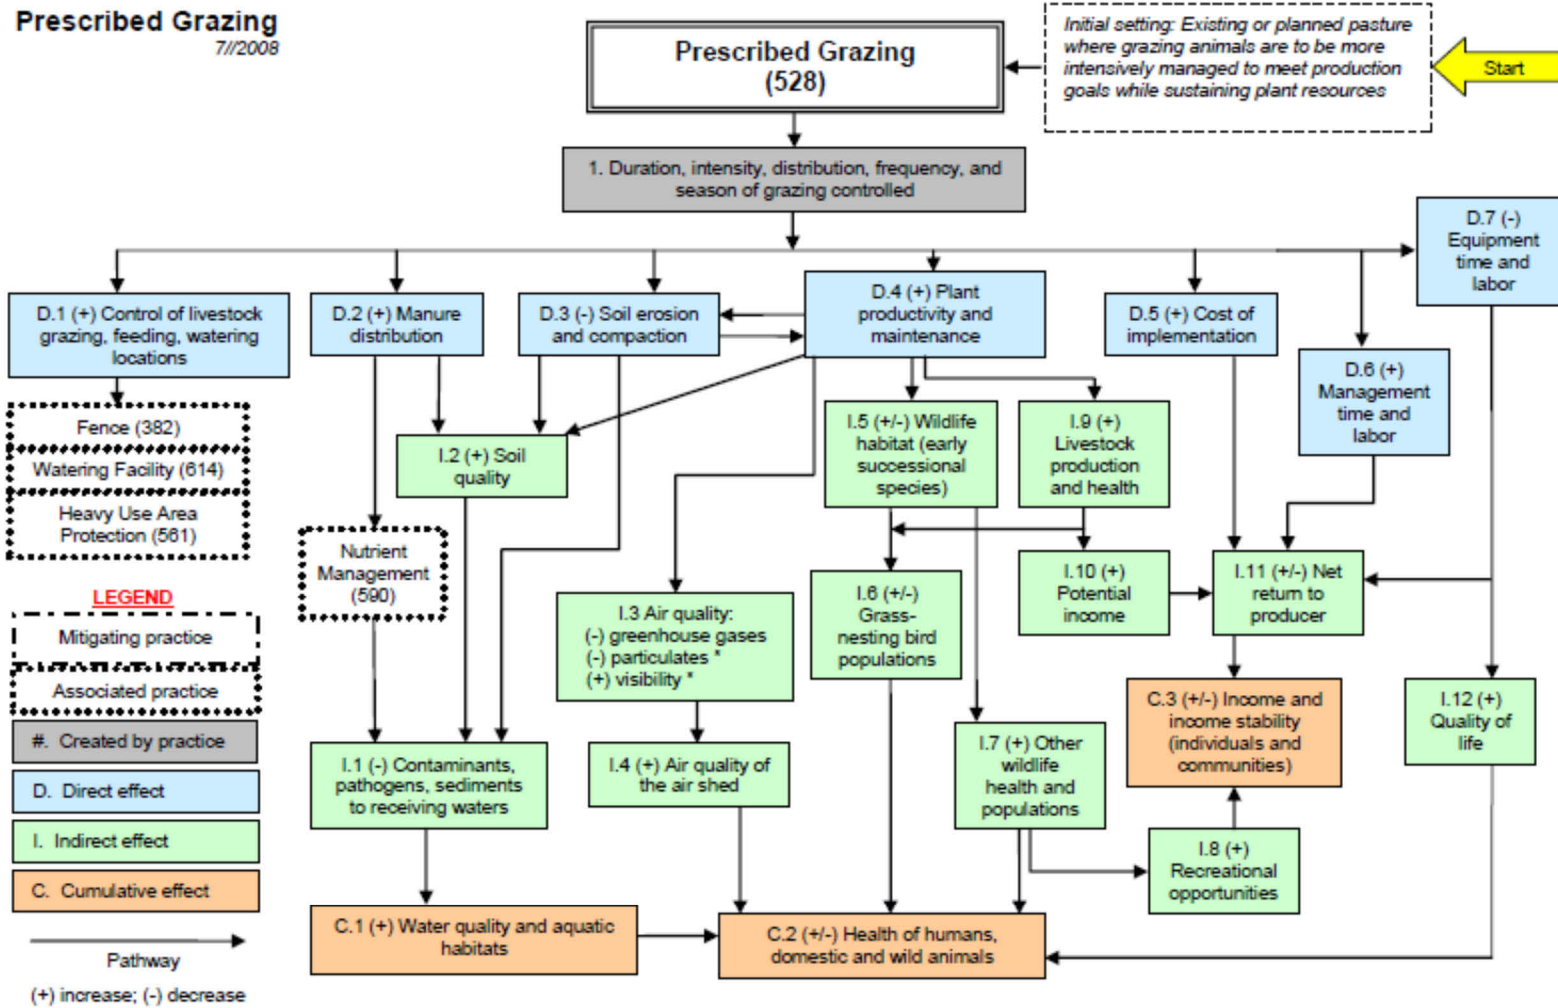 Prescribed Grazing
7//2008
Prescribed Grazing
(528)
Initial setting: Existing or planned pasture
where grazing animals are to be more
intensively managed to meet production
goals while sustaining plant resources
Start
1. Duration, intensity, distribution, frequency, and
season of grazing controlled
D.7 (-)
Equipment
time and
labor
D.1 (+) Control of livestock
grazing, feeding, watering
locations
D.2 (+) Manure
distribution
D.3 (-) Soil erosion
and compaction
D.4 (+) Plant
productivity and
maintenance
D.5 (+) Cost of
implementation
D.6 (+)
Management
time and
labor
Fence (382)
Watering Facility (614)
Heavy Use Area
Protection (561)
I.2 (+) Soil
quality
I.5 (+/-) Wildlife
habitat (early
successional
species)
I.9 (+)
Livestock
production
and health
Nutrient
Management
(590)
I.3 Air quality:
(-) greenhouse gases
(-) particulates *
(+) visibility *
I.6 (+/-)
Grass-
nesting bird
populations
I.10 (+)
Potential
income
I.11 (+/-) Net
return to
producer
LEGEND
Mitigating practice
Associated practice
#. Created by practice
D. Direct effect
I. Indirect effect
C. Cumulative effect
Pathway
(+) increase; (-) decrease
I.1 (-) Contaminants,
pathogens, sediments
to receiving waters
I.4 (+) Air quality of
the air shed
I.7 (+) Other
wildlife
health and
populations
C.3 (+/-) Income and
income stability
(individuals and
communities)
I.12 (+)
Quality of
life
I.8 (+)
Recreational
opportunities
C.1 (+) Water quality and aquatic
habitats
C.2 (+/-) Health of humans,
domestic and wild animals